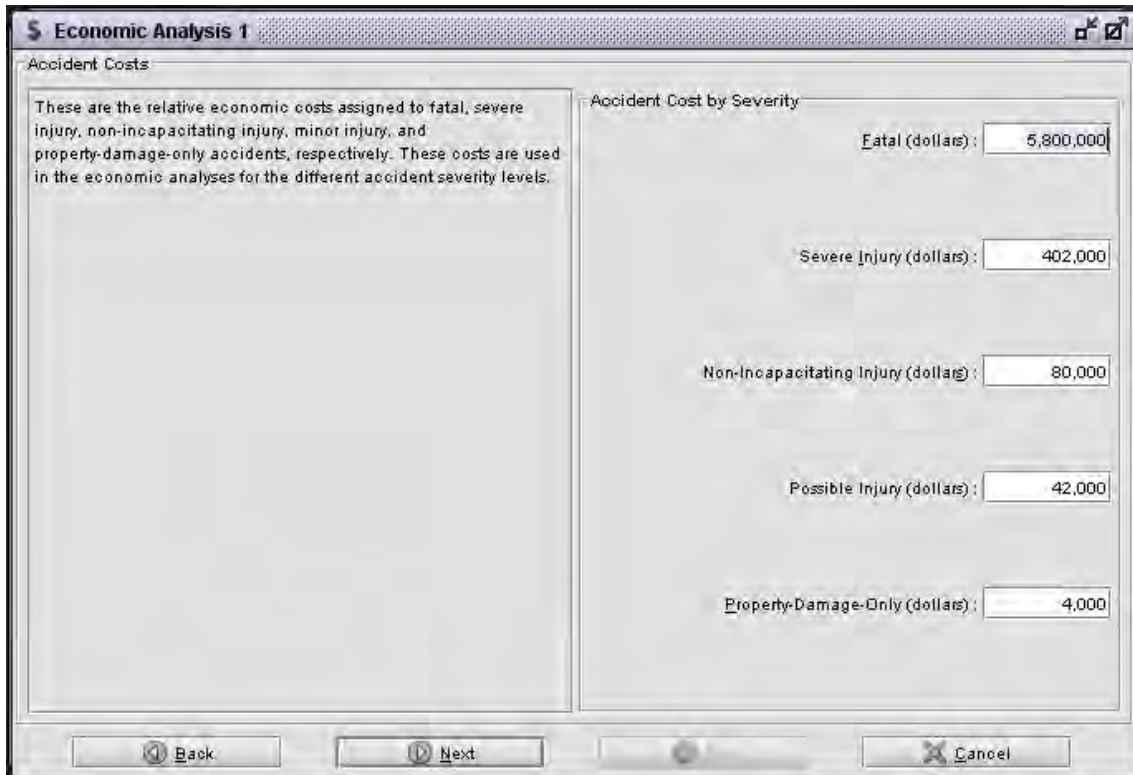 $ Economic Analysis 1
Accident Costs
These are the relative economic costs assigned to fatal, severe
injury, non-incapacitating injury, minor injury, and
property-damage-only accidents, respectively. These costs are used
in the economic analyses for the different accident severity levels.
Accident Cost by Severity
Fatal (dollars) : 5,800,000
Severe Injury (dollars) : 402,000
Non-Incapacitating Injury (dollars) : 80,000
Possible Injury (dollars) : 42,000
Property-Damage-Only (dollars) : 4,000
Back Next Cancel